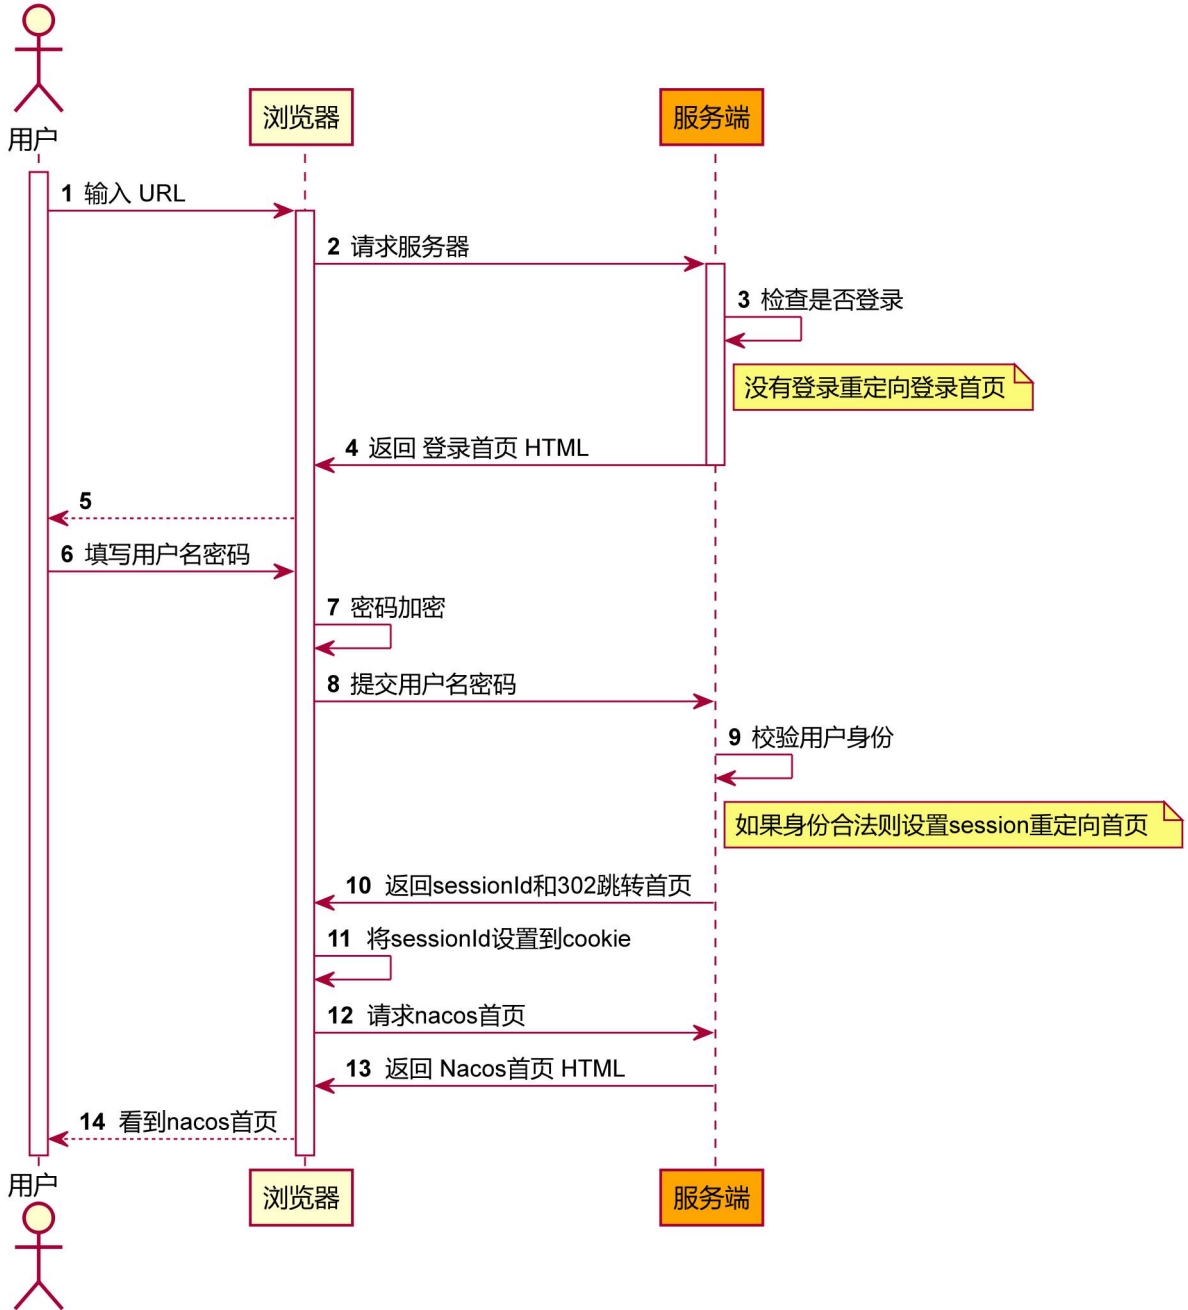 用户
浏览器
服务端
1 输入 URL
2 请求服务器
3 检查是否登录
没有登录重定向登录首页
4 返回 登录首页 HTML
5
6 填写用户名密码
7 密码加密
8 提交用户名密码
9 校验用户身份
如果身份合法则设置session重定向首页
10 返回sessionId和302跳转首页
11 将sessionId设置到cookie
12 请求nacos首页
13 返回 Nacos首页 HTML
14 看到nacos首页
用户
浏览器
服务端